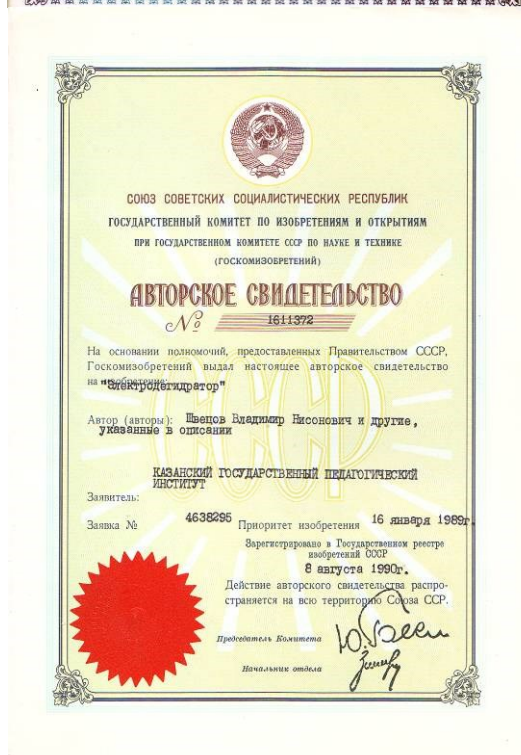 СОЮЗ СОВЕТСКИХ СОЦИАЛИСТИЧЕСКИХ РЕСПУБЛИК
ГОСУДАРСТВЕННЫЙ КОМИТЕТ ПО ИЗОБРЕТЕНИЯМ И ОТКРЫТИЯМ
ПРИ ГОСУДАРСТВЕННОМ КОМИТЕТЕ СССР ПО НАУКЕ И ТЕХНИКЕ
(ГОСКОМИЗОБРЕТЕНИЙ)
АВТОРСКОЕ СВИДЕТЕЛЬСТВО
№ 1611372
СССР
На основании полномочий, предоставленных Правительством СССР,
Госкомизобретений выдал настоящее авторское свидетельство
на изобретение:
"Электродегидратор"
Автор (авторы): Швецов Владимир Нисонович и другие,
указанные в описании
КАЗАНСКИЙ ГОСУДАРСТВЕННЫЙ ПЕДАГОГИЧЕСКИЙ
ИНСТИТУТ
Заявитель:
Заявка № 4638295 Приоритет изобретения 16 января 1989г.
Зарегистрировано в Государственном реестре
изобретений СССР
8 августа 1990г.
Действие авторского свидетельства распро-
страняется на всю территорию Союза ССР.
Председатель Комитета
Начальник отдела